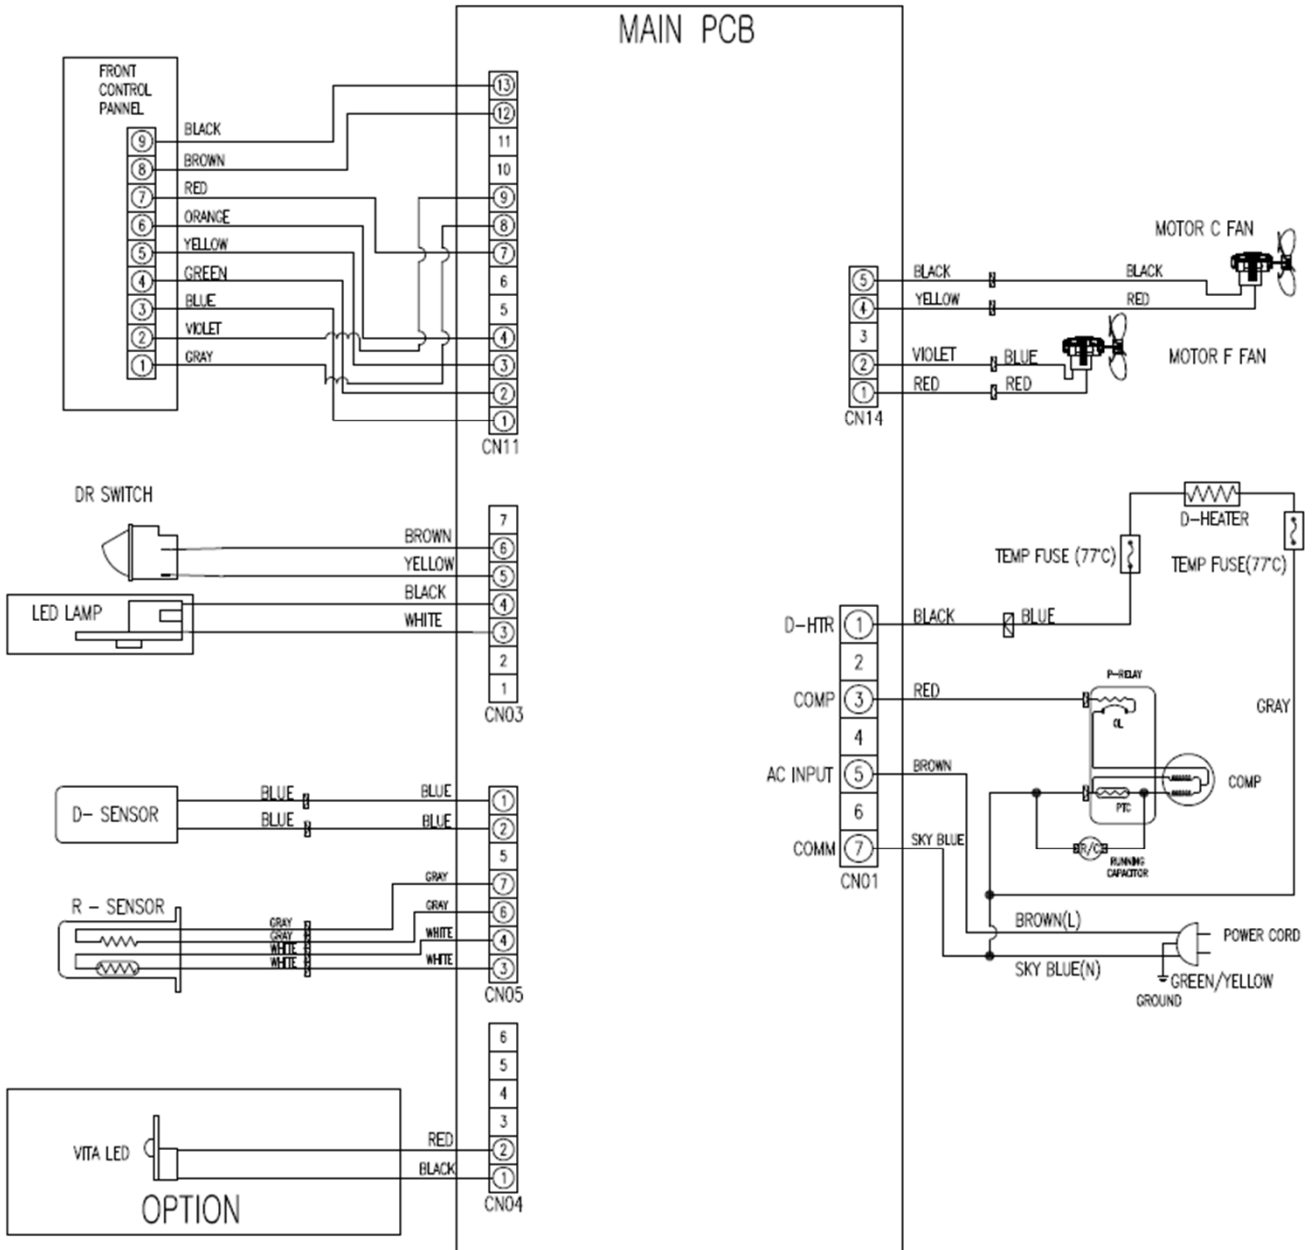 MAIN PCB
FRONT
CONTROL
PANNEL
9 BLACK
8 BROWN
7 RED
6 ORANGE
5 YELLOW
4 GREEN
3 BLUE
2 VIOLET
1 GRAY
13
12
11
10
9
8
7
6
5
4
3
2
1
CN11
DR SWITCH
LED LAMP
BROWN
YELLOW
BLACK
WHITE
7
6
5
4
3
2
1
CN03
D- SENSOR
BLUE BLUE
BLUE BLUE
R - SENSOR
GRAY
GRAY
WHITE
WHITE
GRAY
GRAY
WHITE
WHITE
1
2
5
7
6
4
3
CN05
6
5
4
3
2
1
CN04
VITA LED
RED
BLACK
OPTION
MOTOR C FAN
5 BLACK BLACK
4 YELLOW RED
3
MOTOR F FAN
2 VIOLET BLUE
1 RED RED
CN14
D-HEATER
TEMP FUSE (77°C)
TEMP FUSE(77°C)
D-HTR 1 BLACK BLUE
2
COMP 3 RED
4
AC INPUT 5 BROWN
6
COMM 7 SKY BLUE
CN01
P-RELAY
OL
GRAY
COMP
PTC
R/C
RUNNING
CAPACITOR
BROWN(L)
POWER CORD
SKY BLUE(N)
GREEN/YELLOW
GROUND